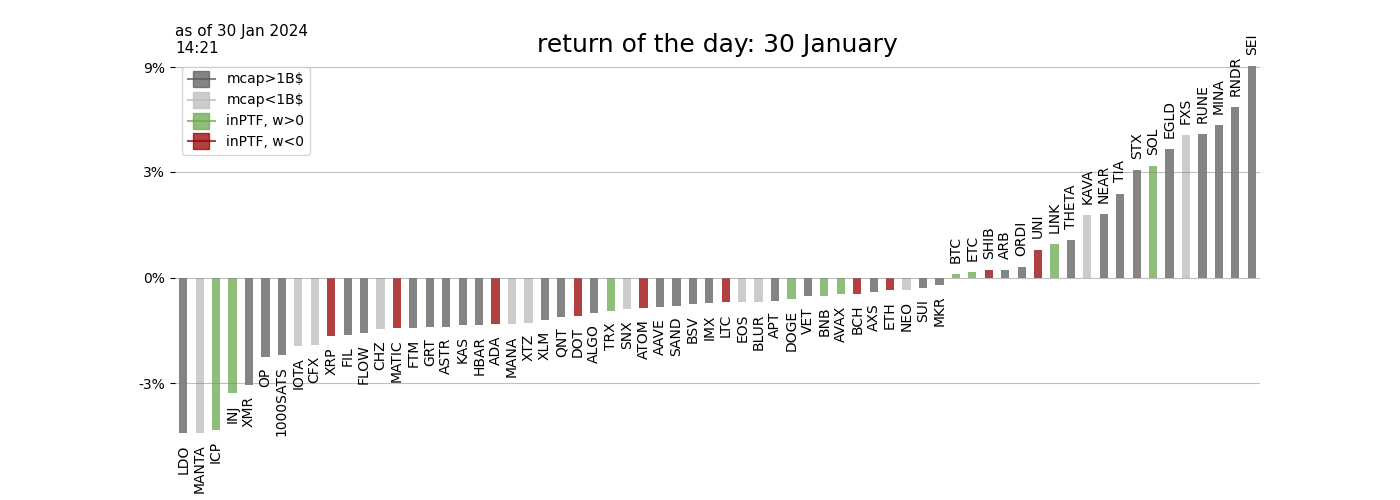 as of 30 Jan 2024
14:21
return of the day: 30 January
9%
3%
0%
-3%
mcap>1B$
mcap<1B$
inPTF, w>0
inPTF, w<0
LDO
MANTA
ICP
INJ
XMR
OP
1000SATS
IOTA
CFX
XRP
FIL
FLOW
CHZ
MATIC
FTM
GRT
ASTR
KAS
HBAR
ADA
MANA
XTZ
XLM
QNT
DOT
ALGO
TRX
SNX
ATOM
AAVE
SAND
BSV
IMX
LTC
EOS
BLUR
APT
DOGE
VET
BNB
AVAX
BCH
AXS
ETH
NEO
SUI
MKR
BTC
ETC
SHIB
ARB
ORDI
UNI
LINK
THETA
KAVA
NEAR
TIA
STX
SOL
EGLD
FXS
RUNE
MINA
RNDR
SEI